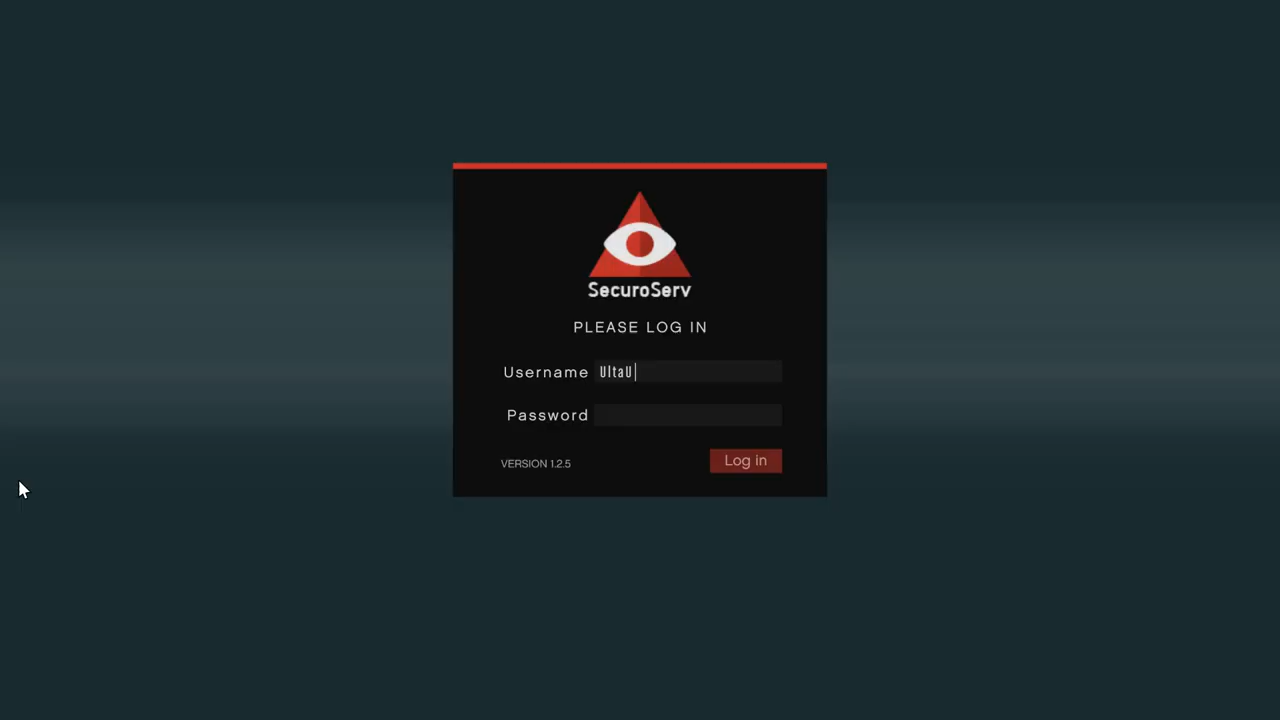 SecuroServ
PLEASE LOG IN
Username UltaU
Password
VERSION 1.2.5 Log in